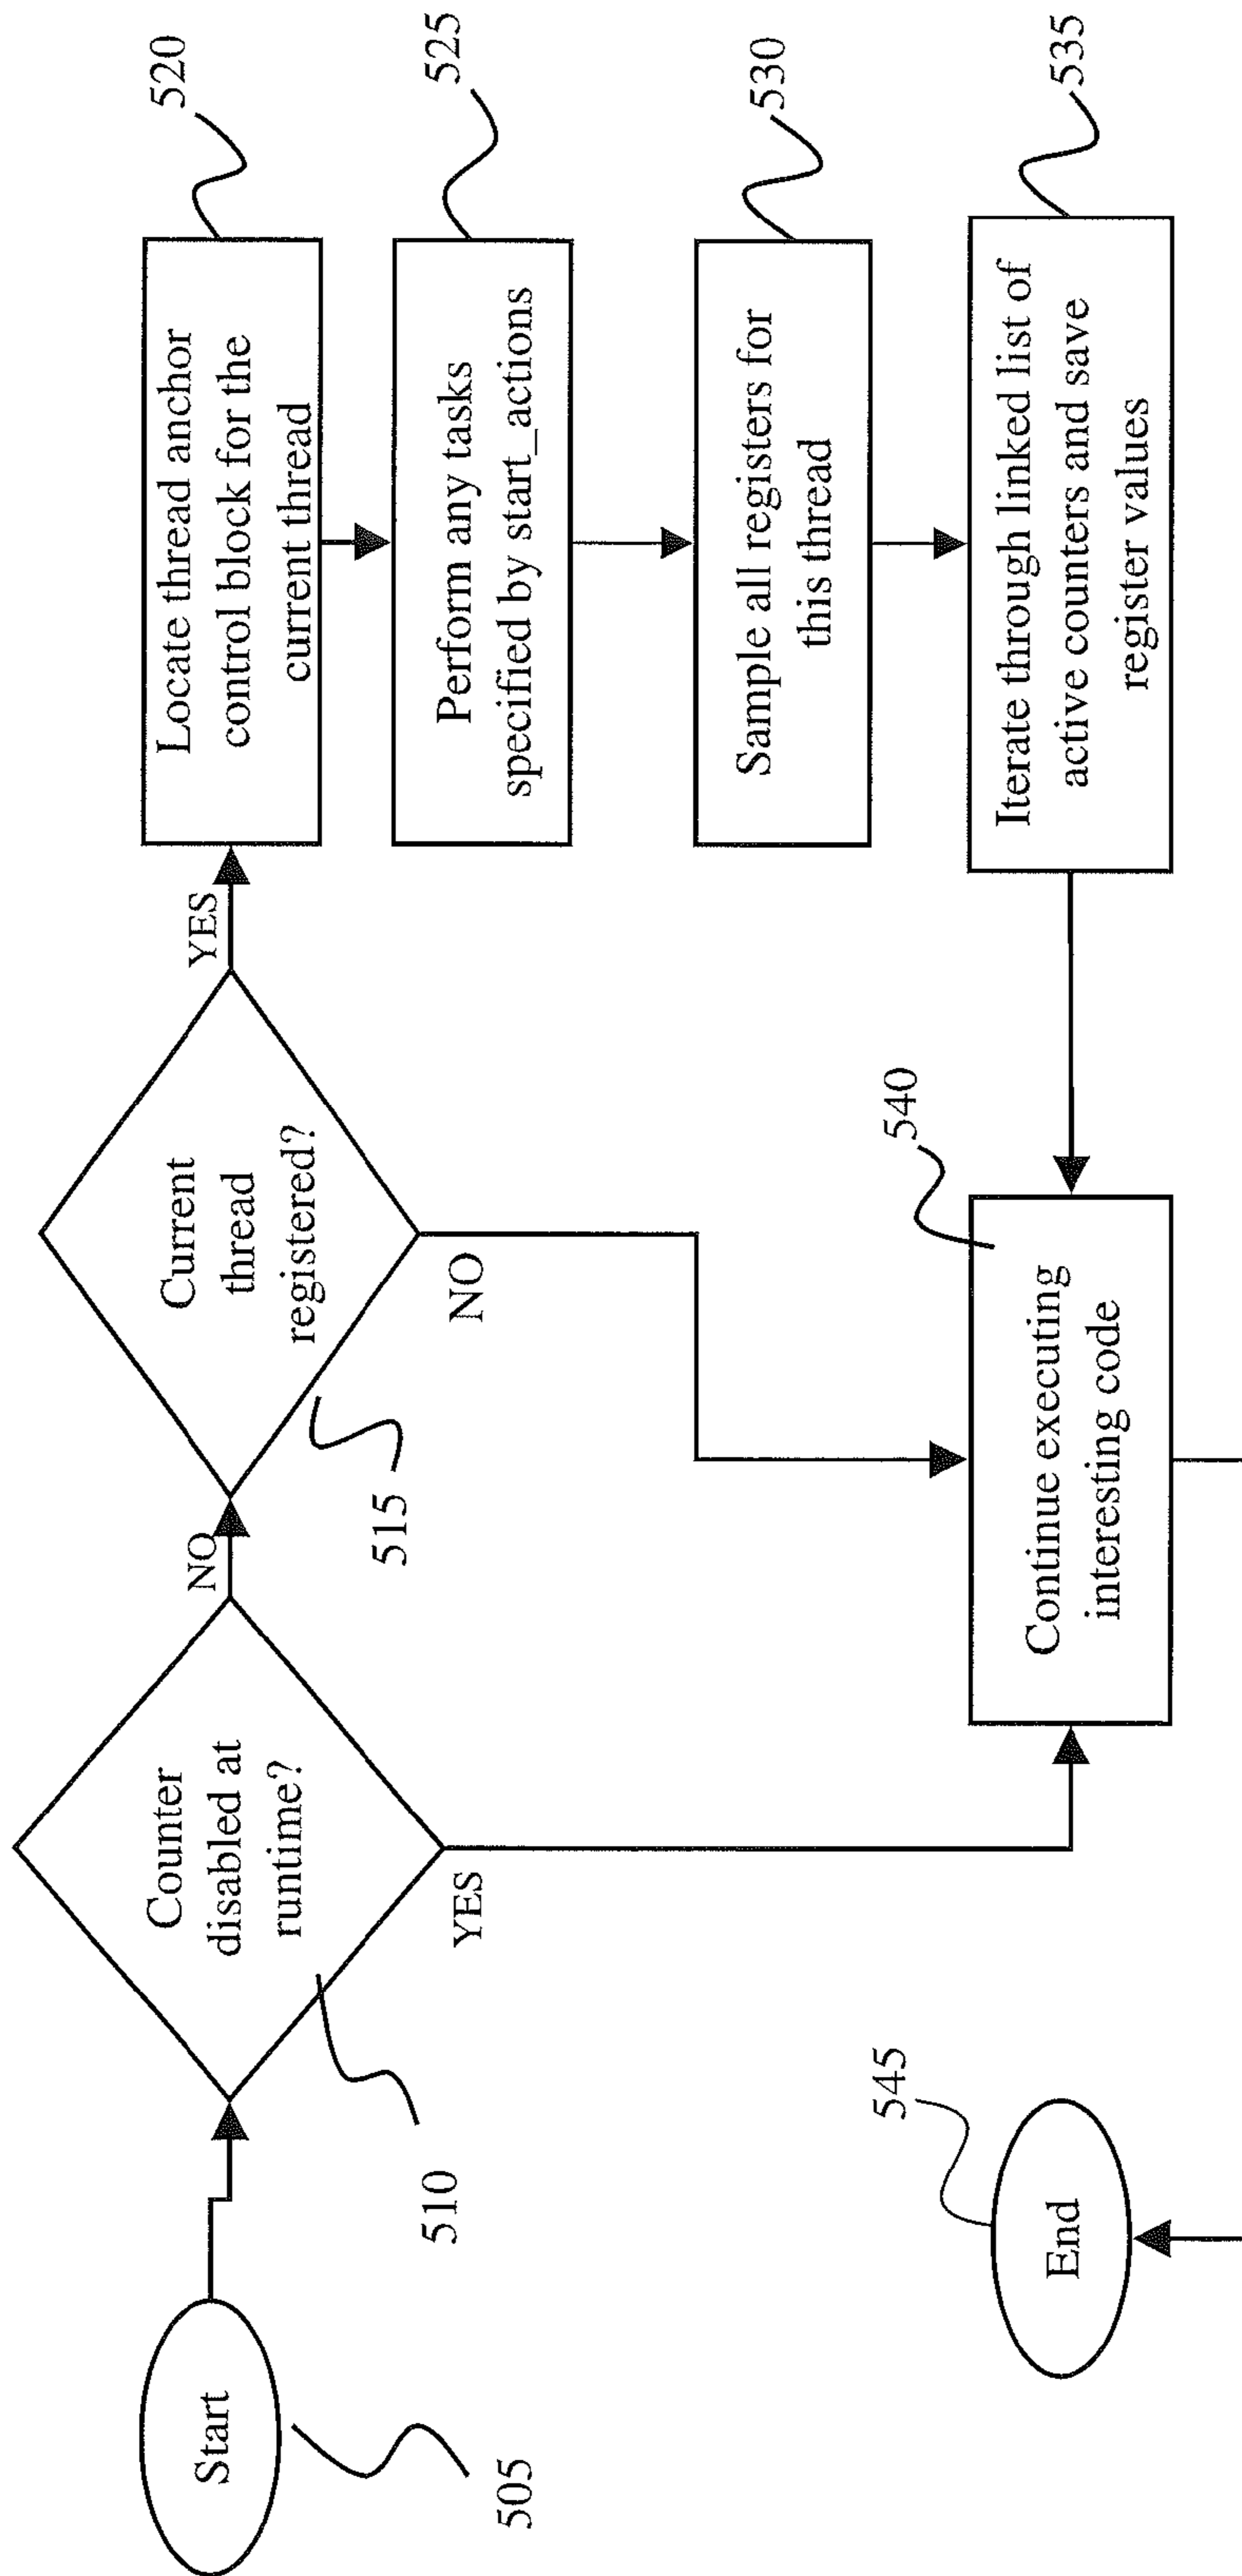 Start
505
Counter
disabled at
runtime?
510
NO
YES
Current
thread
registered?
515
YES
NO
Locate thread anchor
control block for the
current thread
520
Perform any tasks
specified by start_actions
525
Sample all registers for
this thread
530
Iterate through linked list of
active counters and save
register values
535
Continue executing
interesting code
540
End
545